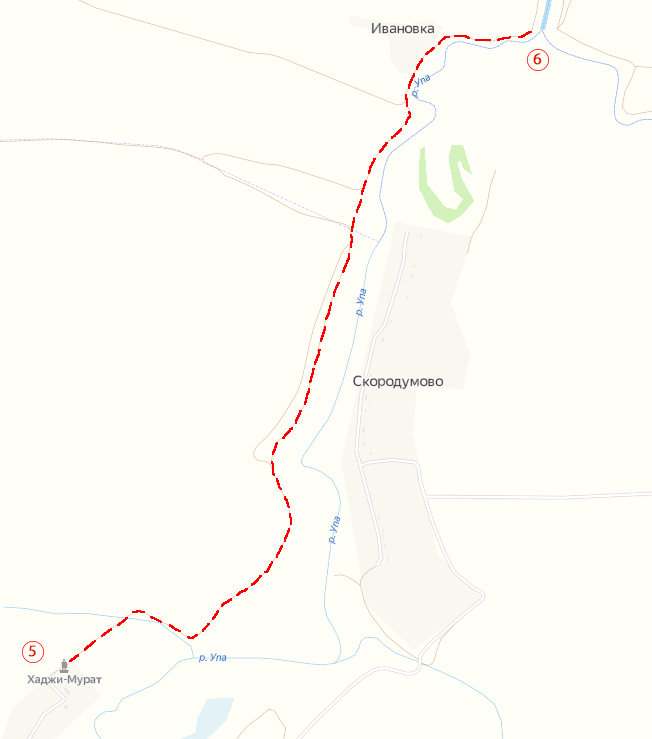 Ивановка
6
р. Упа
р. Упа
Скородумово
р. Упа
5
р. Упа
Хаджи-Мурат